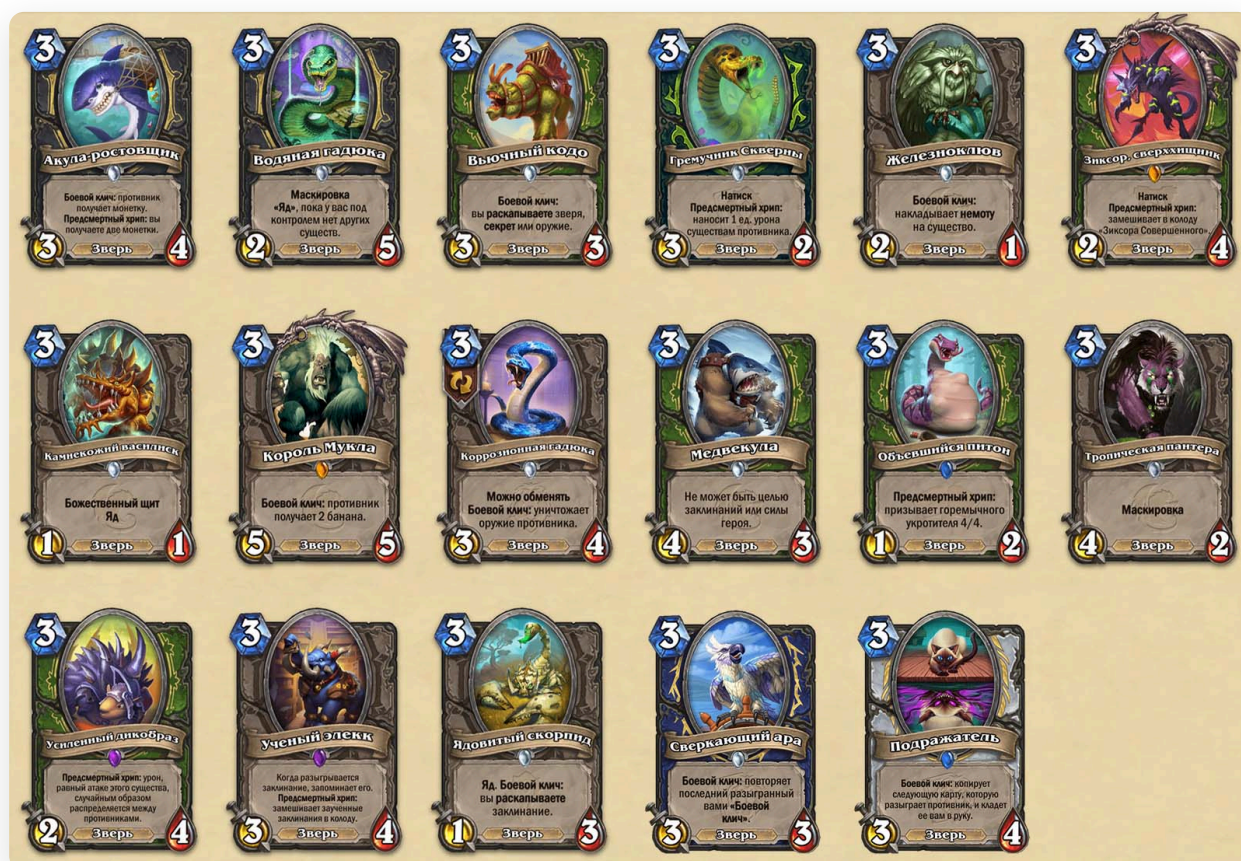 3
Акула-ростовщик
Боевой клич: противник
получает монетку.
Предсмертный хрип: вы
получаете две монетки.
3 Зверь 4
3
Водяная гадюка
Маскировка
«Яд», пока у вас под
контролем нет других
существ.
2 Зверь 5
3
Вьючный кодо
Боевой клич:
вы раскапываете зверя,
секрет или оружие.
3 Зверь 3
3
Гремучник Скверны
Натиск
Предсмертный хрип:
наносит 1 ед. урона
существам противника.
3 Зверь 2
3
Железноклюв
Боевой клич:
накладывает немоту
на существо.
2 Зверь 1
3
Зиксор, сверххищник
Натиск
Предсмертный хрип:
замешивает в колоду
«Зиксора Совершенного».
2 Зверь 4
3
Камнекожий василиск
Божественный щит
Яд
1 Зверь 1
3
Король Мукла
Боевой клич: противник
получает 2 банана.
5 Зверь 5
3
Коррозионная гадюка
Можно обменять
Боевой клич: уничтожает
оружие противника.
3 Зверь 4
3
Медвекула
Не может быть целью
заклинаний или силы
героя.
4 Зверь 3
3
Объевшийся питон
Предсмертный хрип:
призывает горемычного
укротителя 4/4.
1 Зверь 2
3
Тропическая пантера
Маскировка
4 Зверь 2
3
Усиленный дикобраз
Предсмертный хрип: урон,
равный атаке этого существа,
случайным образом
распределяется между
противниками.
2 Зверь 4
3
Ученый элекк
Когда разыгрывается
заклинание, запоминает его.
Предсмертный хрип:
замешивает заученные
заклинания в колоду.
3 Зверь 4
3
Ядовитый скорпид
Яд. Боевой клич:
вы раскапываете
заклинание.
1 Зверь 3
3
Сверкающий ара
Боевой клич: повторяет
последний разыгранный
вами «Боевой
клич».
3 Зверь 3
3
Подражатель
Боевой клич: копирует
следующую карту, которую
разыграет противник, и кладет
ее вам в руку.
3 Зверь 4